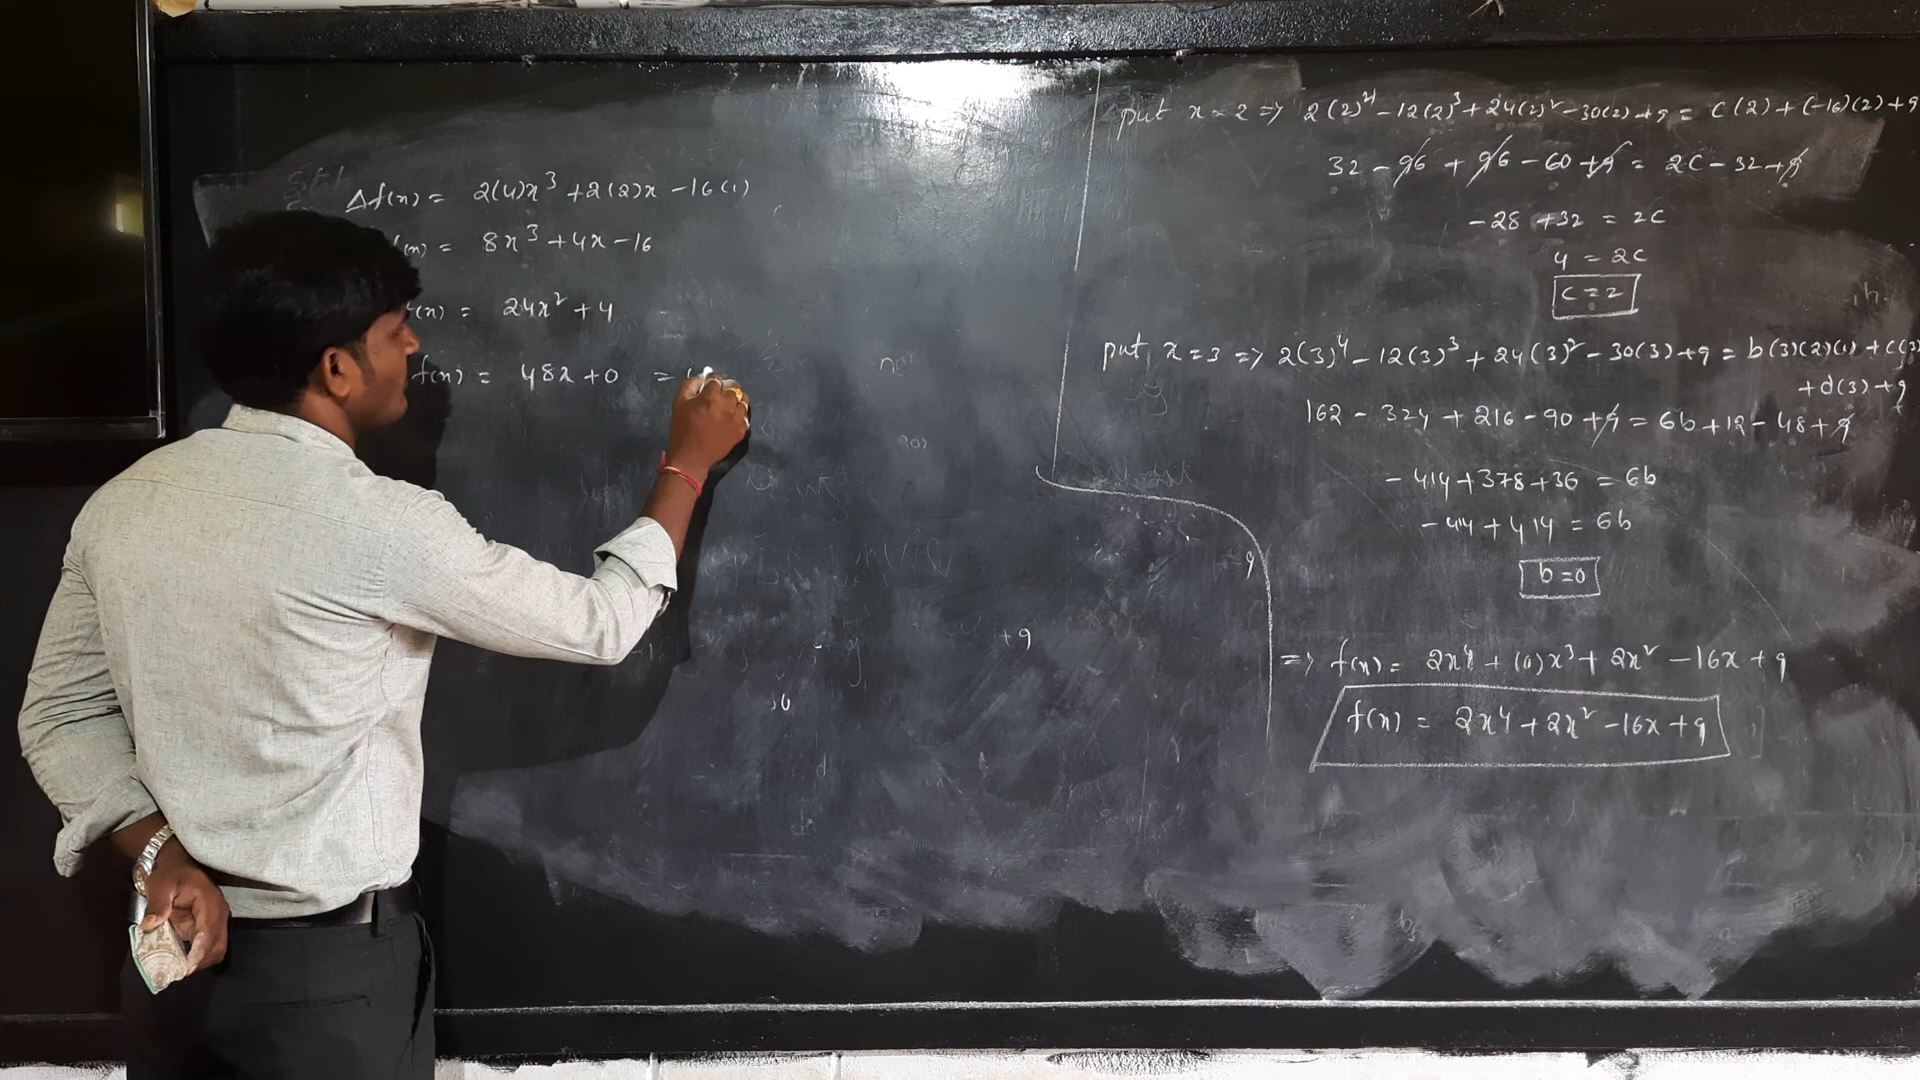 Δf(x) = 2(4)x³ + 2(2)x - 16(1)
(x) = 8x³ + 4x - 16
(x) = 24x² + 4
f(x) = 48x + 0 =
put x = 2 => 2(2)⁴ - 12(2)³ + 24(2)² - 30(2) + 9 = C(2) + (-16)(2) + 9
32 - 96 + 96 - 60 + 9 = 2C - 32 + 9
-28 + 32 = 2C
4 = 2C
C = 2
put x = 3 => 2(3)⁴ - 12(3)³ + 24(3)² - 30(3) + 9 = b(3)(2)(1) + C(3)
+ d(3) + 9
162 - 324 + 216 - 90 + 9 = 6b + 12 - 48 + 9
- 414 + 378 + 36 = 6b
-414 + 414 = 6b
b = 0
9
+9
=> f(x) = 2x⁴ + (0)x³ + 2x² - 16x + 9
f(x) = 2x⁴ + 2x² - 16x + 9